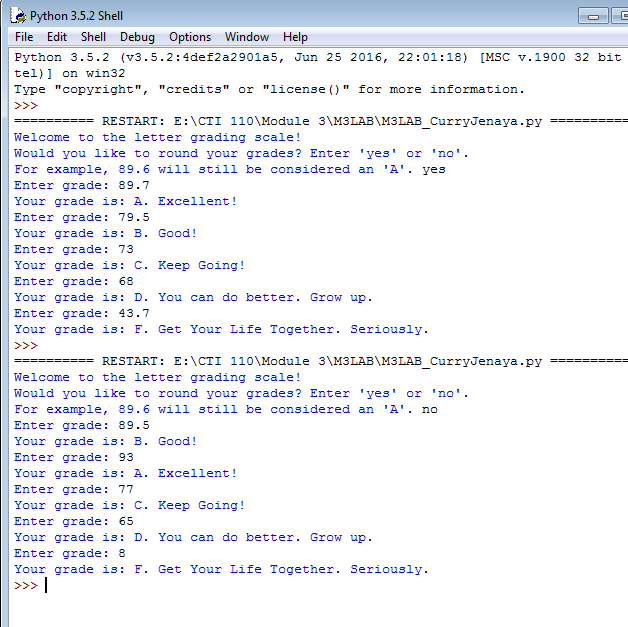 Python 3.5.2 Shell
File Edit Shell Debug Options Window Help
Python 3.5.2 (v3.5.2:4def2a2901a5, Jun 25 2016, 22:01:18) [MSC v.1900 32 bit
tel)] on win32
Type "copyright", "credits" or "license()" for more information.
>>>
========== RESTART: E:\CTI 110\Module 3\M3LAB\M3LAB_CurryJenaya.py ==========
Welcome to the letter grading scale!
Would you like to round your grades? Enter 'yes' or 'no'.
For example, 89.6 will still be considered an 'A'. yes
Enter grade: 89.7
Your grade is: A. Excellent!
Enter grade: 79.5
Your grade is: B. Good!
Enter grade: 73
Your grade is: C. Keep Going!
Enter grade: 68
Your grade is: D. You can do better. Grow up.
Enter grade: 43.7
Your grade is: F. Get Your Life Together. Seriously.
>>>
========== RESTART: E:\CTI 110\Module 3\M3LAB\M3LAB_CurryJenaya.py ==========
Welcome to the letter grading scale!
Would you like to round your grades? Enter 'yes' or 'no'.
For example, 89.6 will still be considered an 'A'. no
Enter grade: 89.5
Your grade is: B. Good!
Enter grade: 93
Your grade is: A. Excellent!
Enter grade: 77
Your grade is: C. Keep Going!
Enter grade: 65
Your grade is: D. You can do better. Grow up.
Enter grade: 8
Your grade is: F. Get Your Life Together. Seriously.
>>>